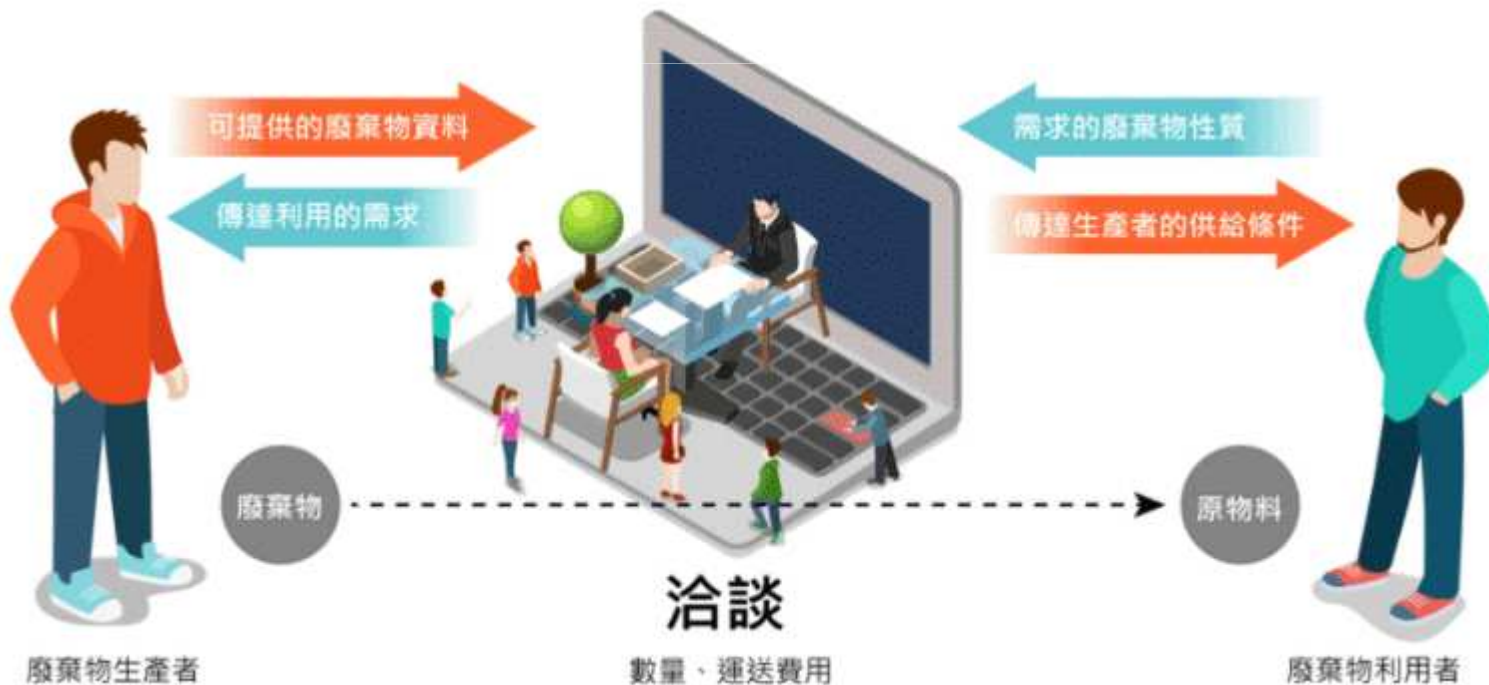 可提供的廢棄物資料
需求的廢棄物性質
傳達利用的需求
傳達生產者的供給條件
廢棄物
原物料
洽談
廢棄物生產者
數量、運送費用
廢棄物利用者